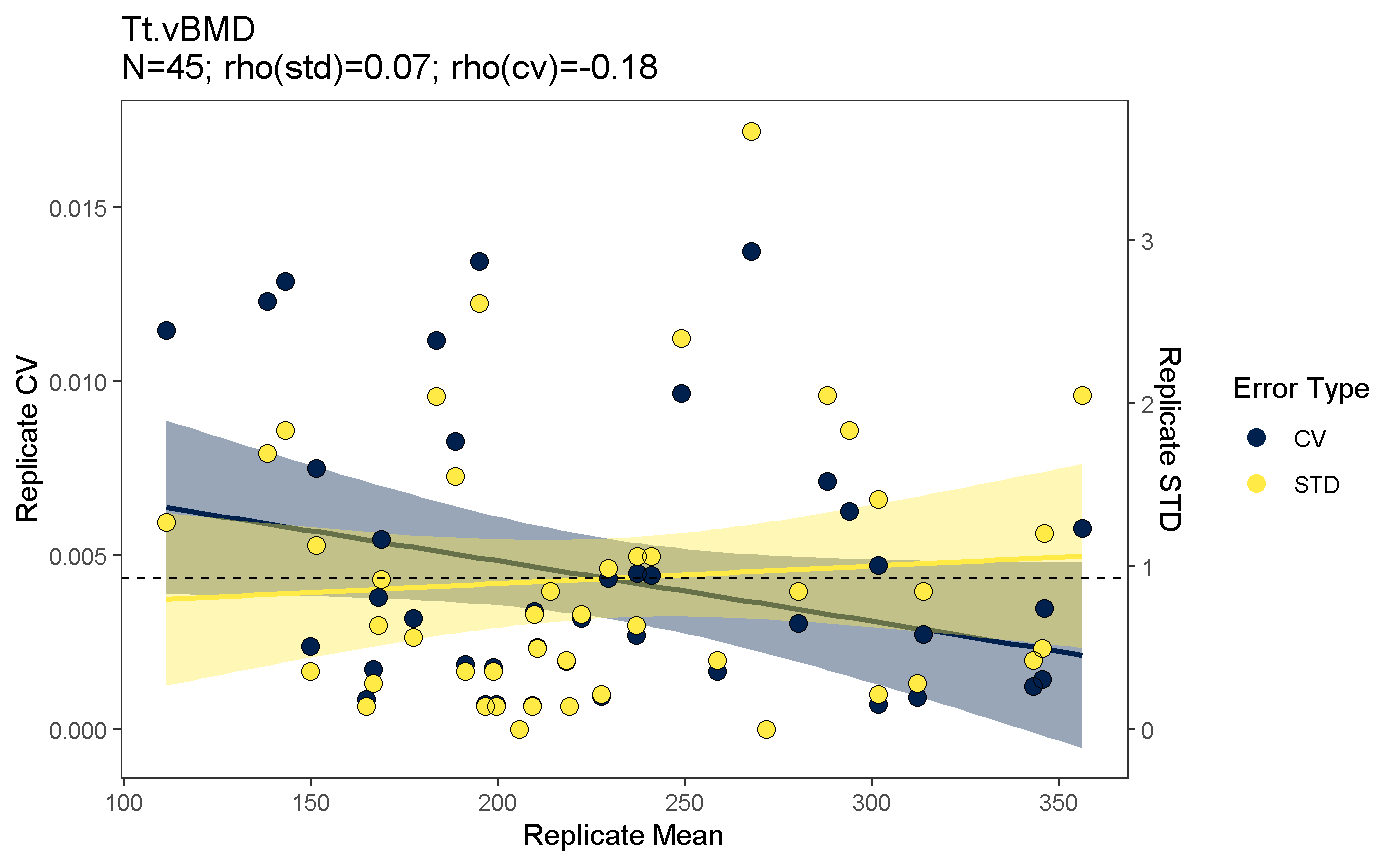 Tt.vBMD
N=45; rho(std)=0.07; rho(cv)=-0.18
Replicate CV
0.015
0.010
0.005
0.000
3
2
1
0
Replicate STD
100 150 200 250 300 350
Replicate Mean
Error Type
CV
STD